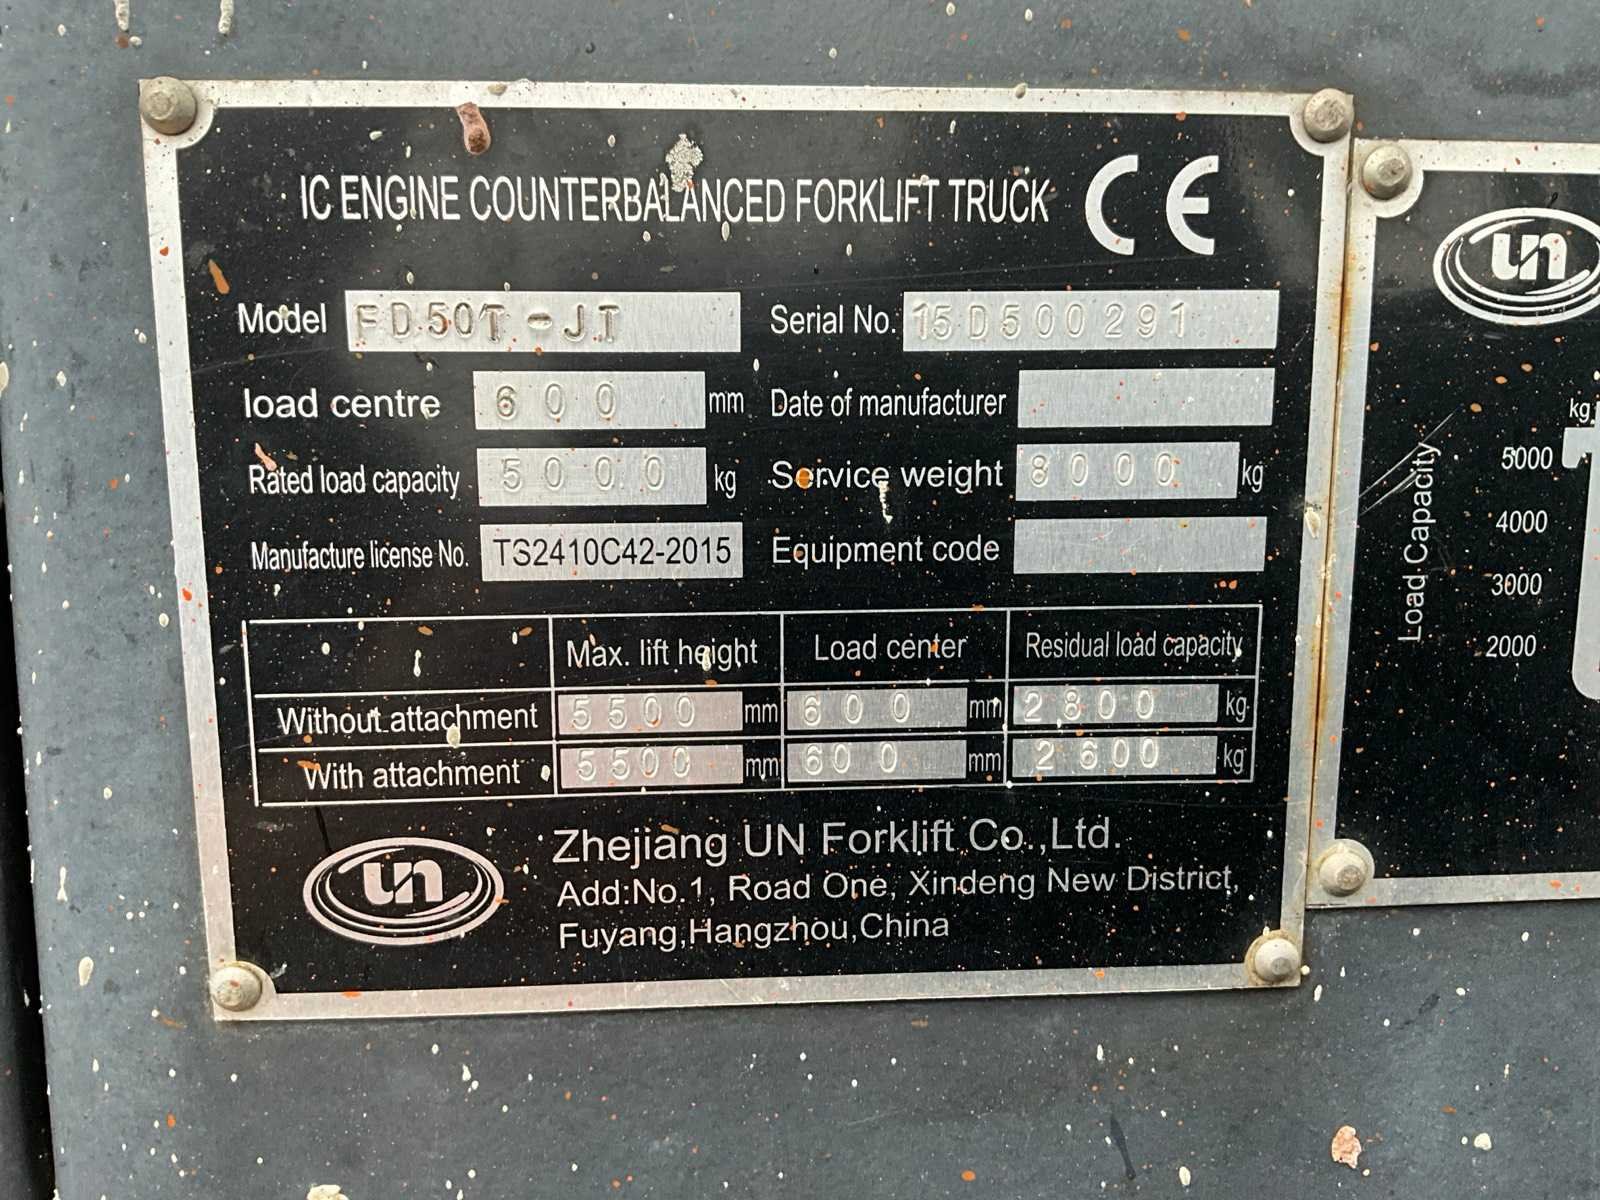 IC ENGINE COUNTERBALANCED FORKLIFT TRUCK CE
Model FD50T-JT Serial No. 15D500291
load centre 600 mm Date of manufacturer
Rated load capacity 5000 kg Service weight 8000 kg
Manufacture license No. TS2410C42-2015 Equipment code
Max. lift height Load center Residual load capacity
Without attachment 5500 mm 600 mm 2800 kg
With attachment 5500 mm 600 mm 2600 kg
un Zhejiang UN Forklift Co.,Ltd.
Add:No.1, Road One, Xindeng New District,
Fuyang,Hangzhou,China
un
kg
Load Capacity
5000
4000
3000
2000